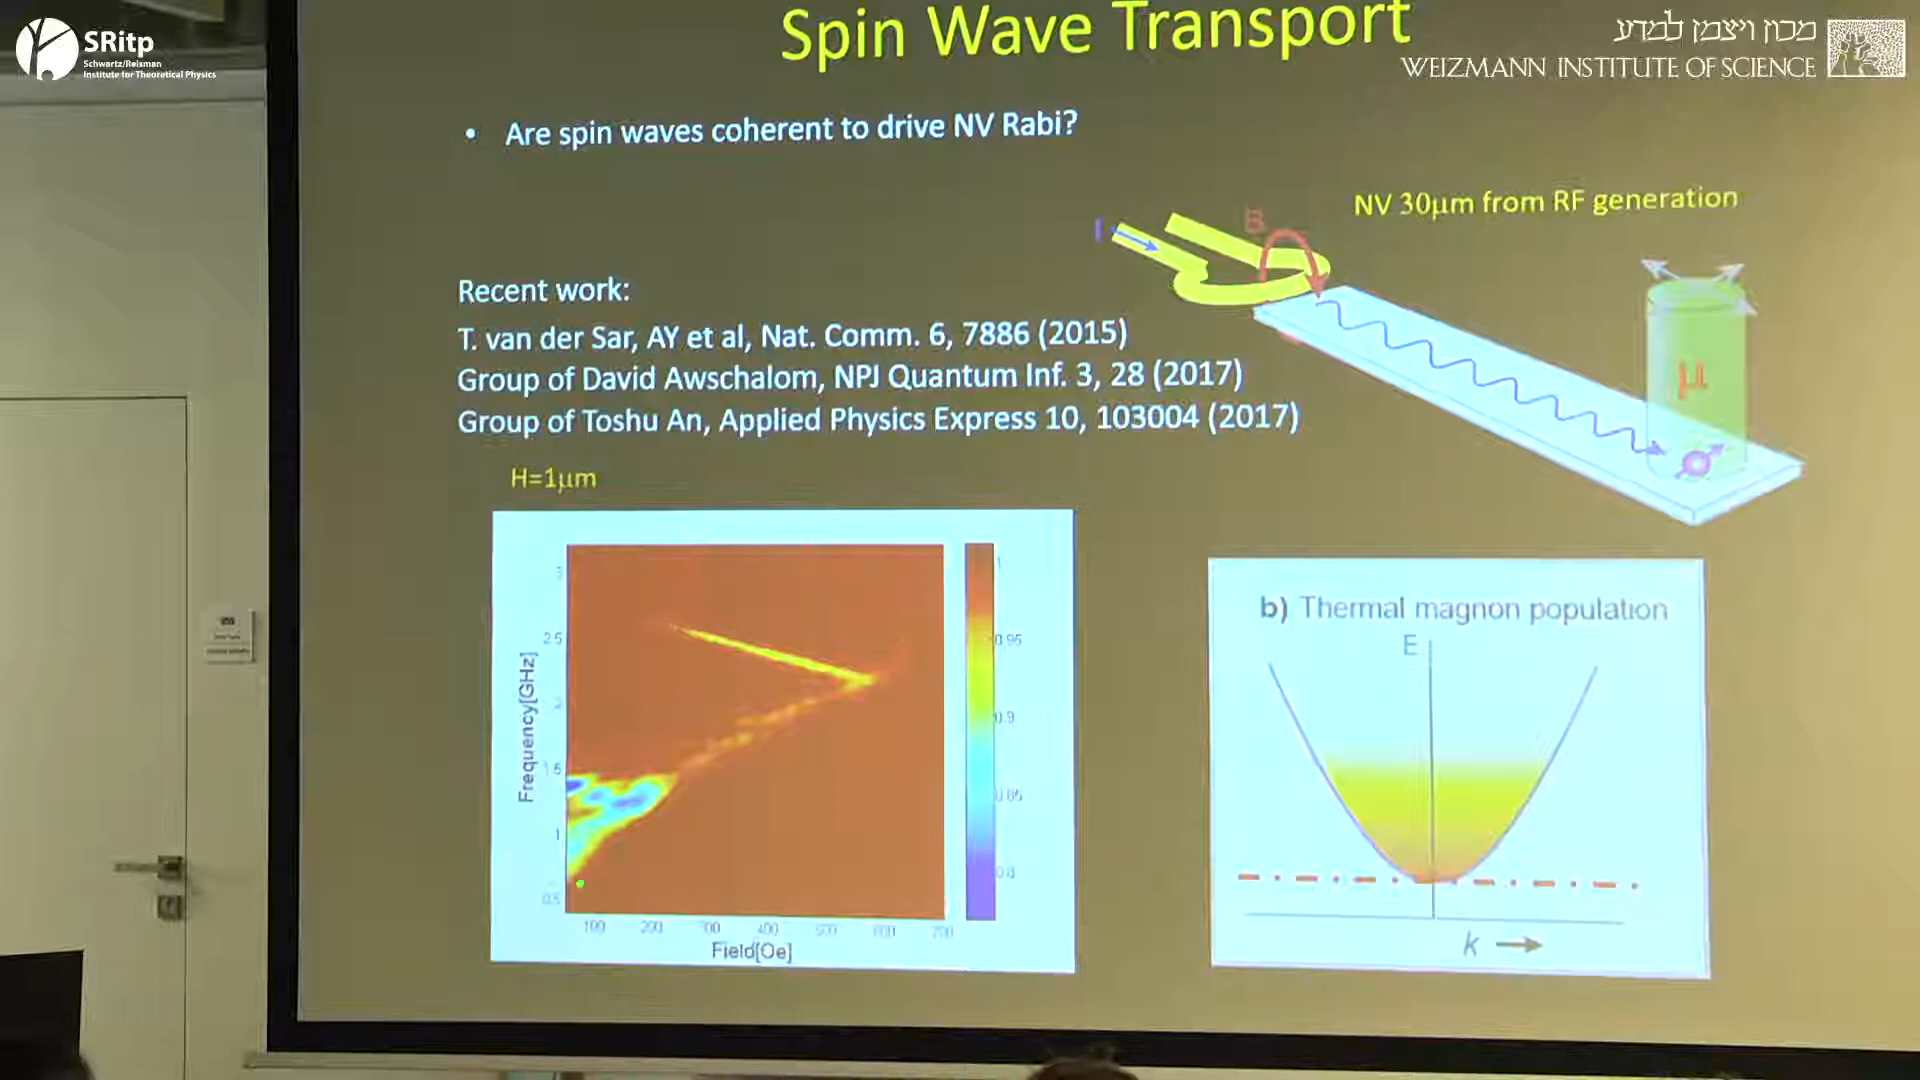 SRitp
Schwartz/Reisman
Institute for Theoretical Physics
מכון ויצמן למדע
WEIZMANN INSTITUTE OF SCIENCE
Spin Wave Transport
• Are spin waves coherent to drive NV Rabi?
NV 30μm from RF generation
I
B
μ
Recent work:
T. van der Sar, AY et al, Nat. Comm. 6, 7886 (2015)
Group of David Awschalom, NPJ Quantum Inf. 3, 28 (2017)
Group of Toshu An, Applied Physics Express 10, 103004 (2017)
H=1μm
Frequency[GHz]
3
2.5
2
1.5
1
0.5
100 200 300 400 500 600 700
Field[Oe]
1
0.95
0.9
0.85
0.8
b) Thermal magnon population
E
k